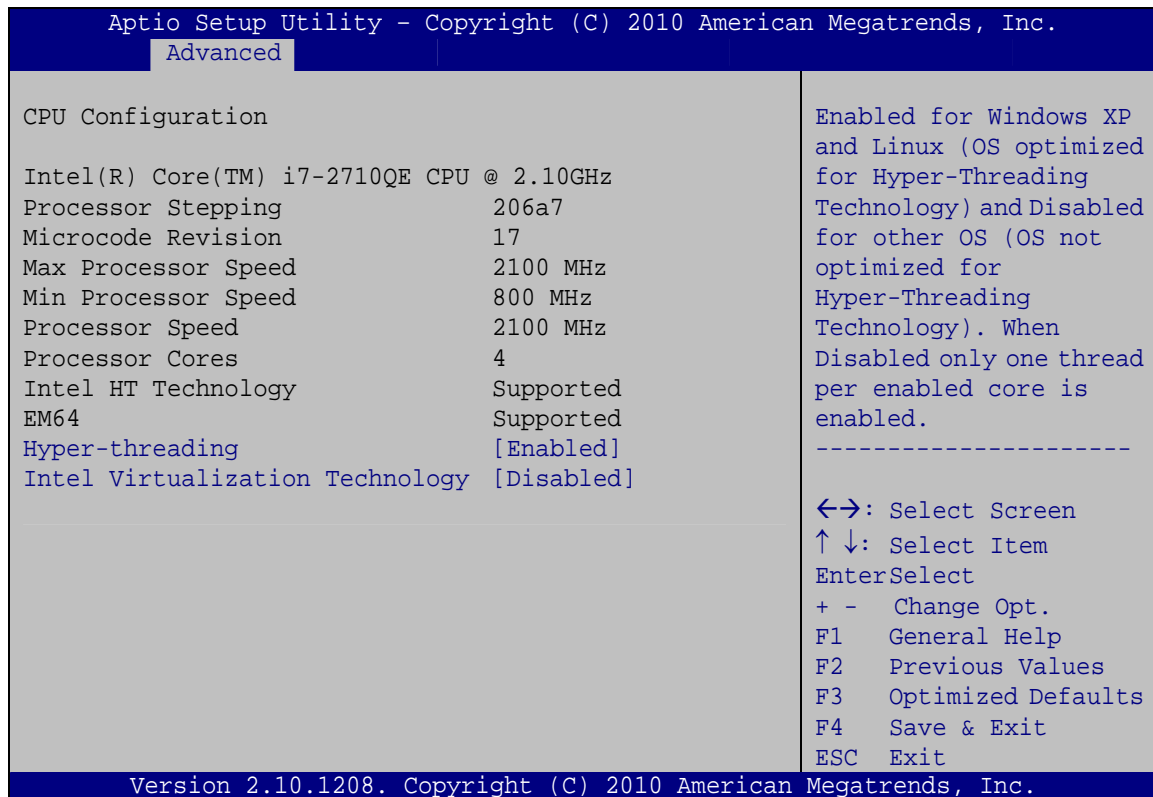 Aptio Setup Utility – Copyright (C) 2010 American Megatrends, Inc.
Advanced
CPU Configuration
Intel(R) Core(TM) i7-2710QE CPU @ 2.10GHz
Processor Stepping 206a7
Microcode Revision 17
Max Processor Speed 2100 MHz
Min Processor Speed 800 MHz
Processor Speed 2100 MHz
Processor Cores 4
Intel HT Technology Supported
EM64 Supported
Hyper-threading [Enabled]
Intel Virtualization Technology [Disabled]
Enabled for Windows XP
and Linux (OS optimized
for Hyper-Threading
Technology) and Disabled
for other OS (OS not
optimized for
Hyper-Threading
Technology). When
Disabled only one thread
per enabled core is
enabled.
----------------------
←→: Select Screen
↑ ↓: Select Item
EnterSelect
+ - Change Opt.
F1 General Help
F2 Previous Values
F3 Optimized Defaults
F4 Save & Exit
ESC Exit
Version 2.10.1208. Copyright (C) 2010 American Megatrends, Inc.